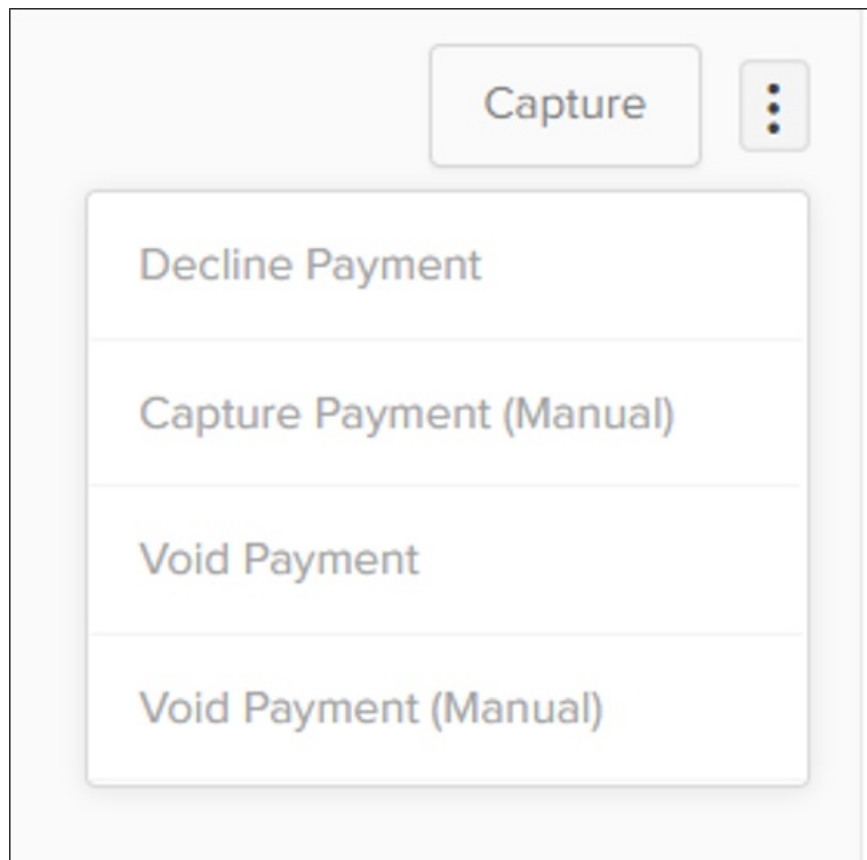 Capture
Decline Payment
Capture Payment (Manual)
Void Payment
Void Payment (Manual)